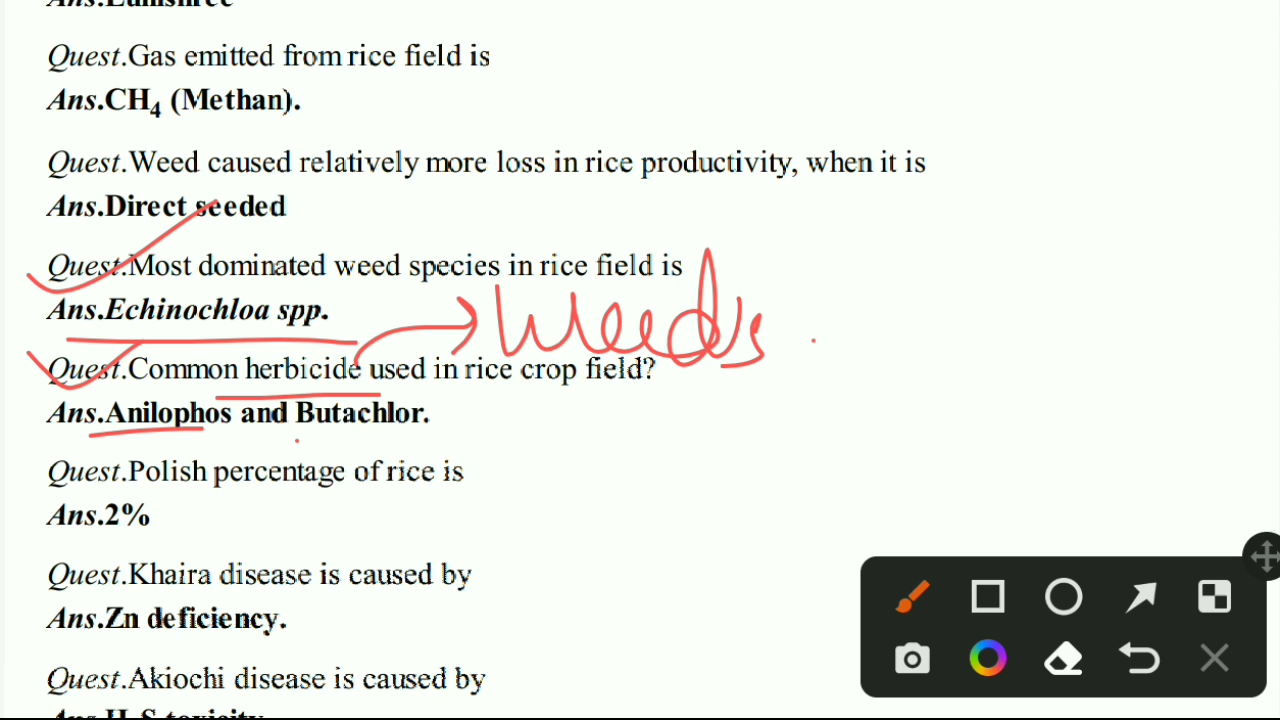 Quest.Gas emitted from rice field is
Ans.CH₄ (Methan).
Quest.Weed caused relatively more loss in rice productivity, when it is
Ans.Direct seeded
Quest.Most dominated weed species in rice field is
Ans.Echinochloa spp.
Weeds
Quest.Common herbicide used in rice crop field?
Ans.Anilophos and Butachlor.
Quest.Polish percentage of rice is
Ans.2%
Quest.Khaira disease is caused by
Ans.Zn deficiency.
Quest.Akiochi disease is caused by
Ans.H₂S toxicity